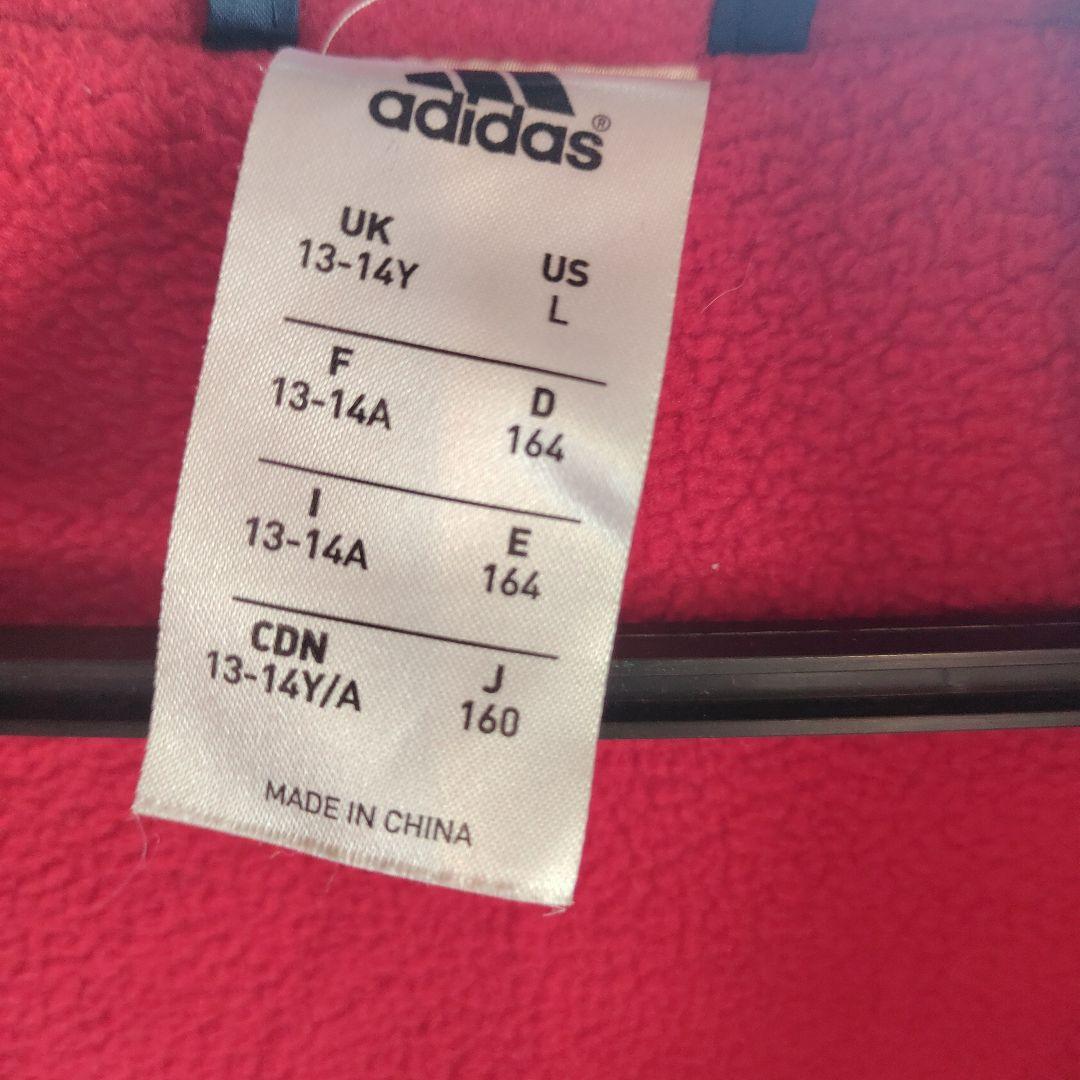 adidas®
UK
13-14Y
US
L
F
13-14A
D
164
I
13-14A
E
164
CDN
13-14Y/A
J
160
MADE IN CHINA